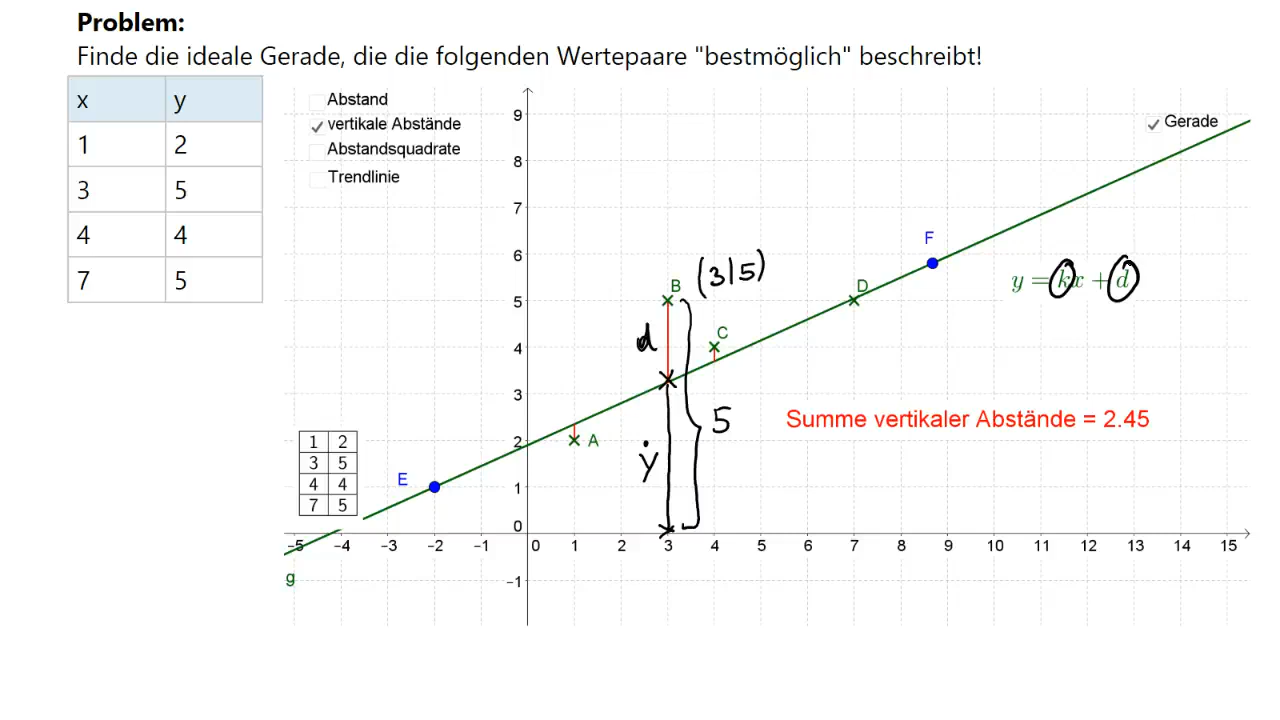 Problem:
Finde die ideale Gerade, die die folgenden Wertepaare "bestmöglich" beschreibt!
x y
1 2
3 5
4 4
7 5
Abstand
vertikale Abstände
Abstandsquadrate
Trendlinie
Gerade
9
8
7
6
5
4
3
2
1
0
−1
−5 −4 −3 −2 −1 0 1 2 3 4 5 6 7 8 9 10 11 12 13 14 15
F
B (3|5)
D
y = kx + d
d
C
5
Summe vertikaler Abstände = 2.45
A
ẏ
E
1 2
3 5
4 4
7 5
g